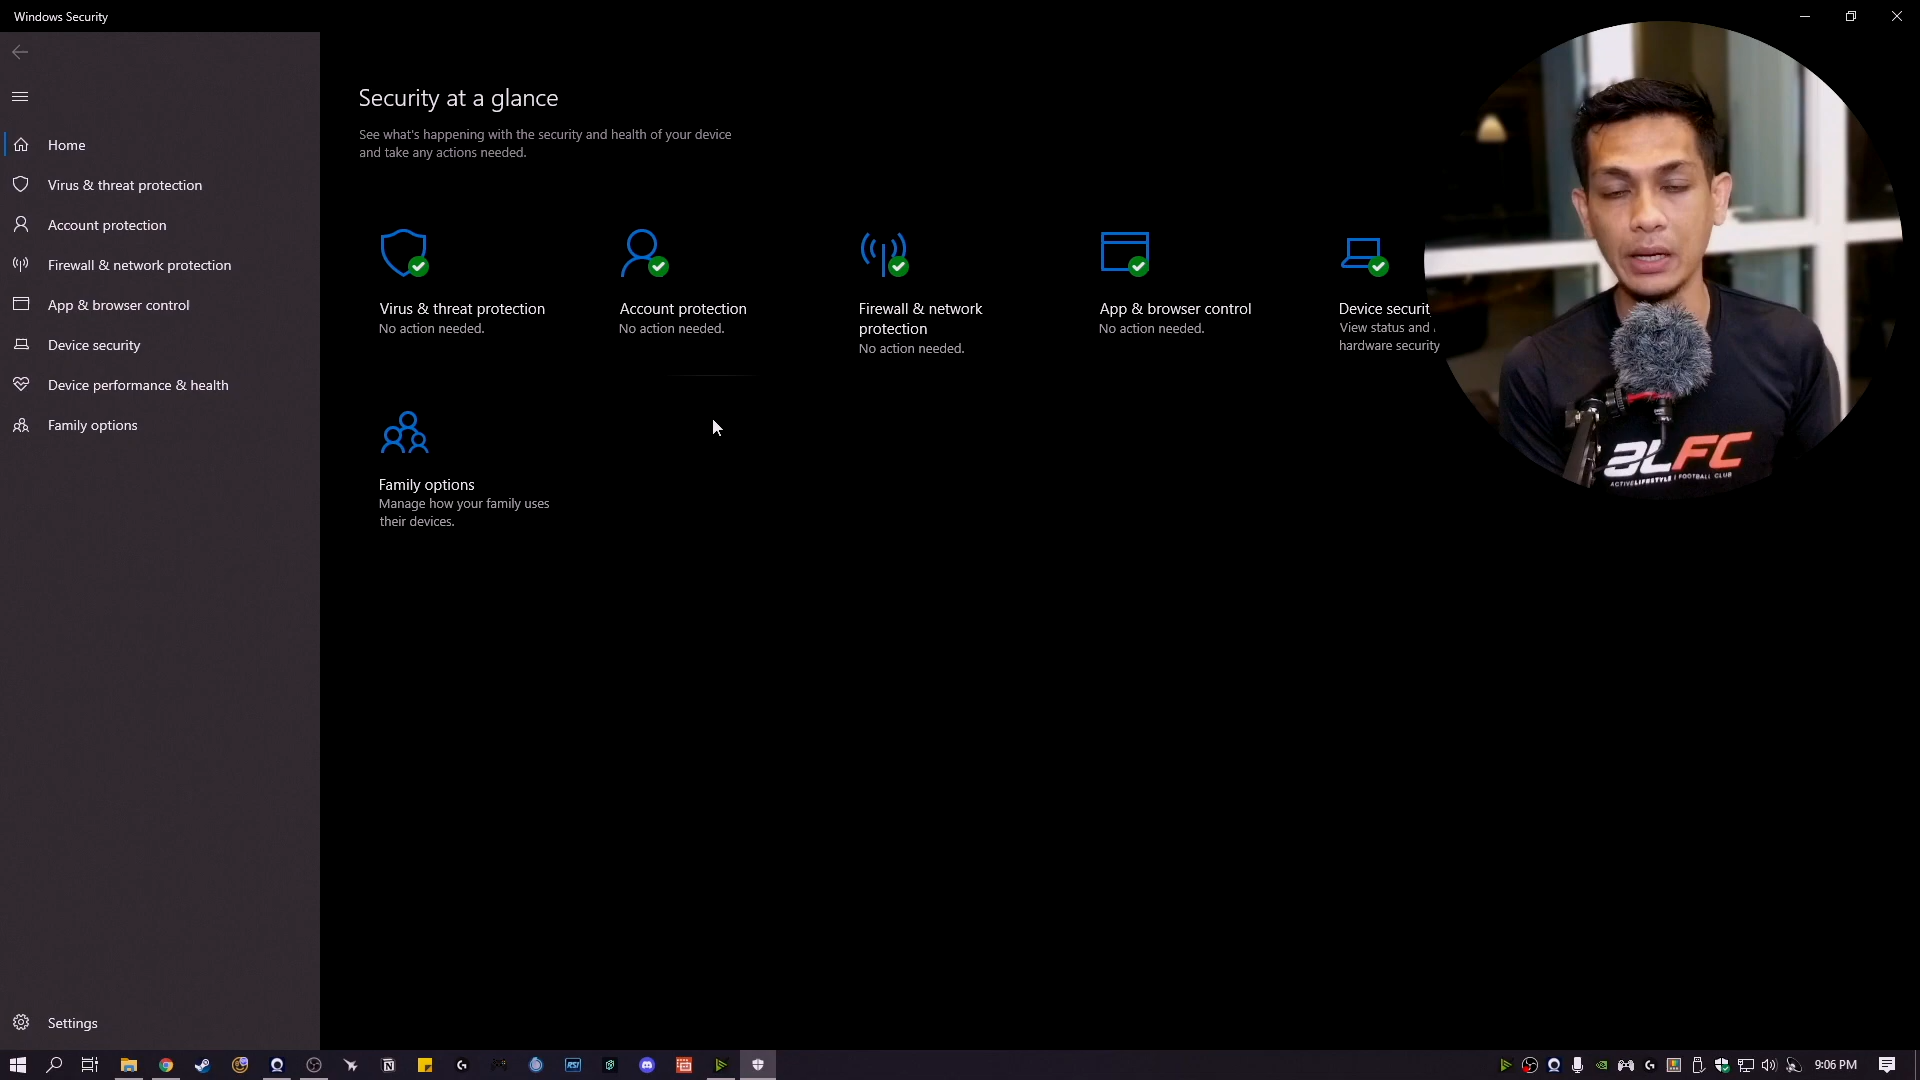 Windows Security
Home
Virus & threat protection
Account protection
Firewall & network protection
App & browser control
Device security
Device performance & health
Family options
Settings
Security at a glance
See what's happening with the security and health of your device
and take any actions needed.
Virus & threat protection
No action needed.
Account protection
No action needed.
Firewall & network
protection
No action needed.
App & browser control
No action needed.
Device securit
View status and
hardware security
Family options
Manage how your family uses
their devices.
BLFC
ACTIVELIFESTYLE | FOOTBALL CLUB
9:06 PM